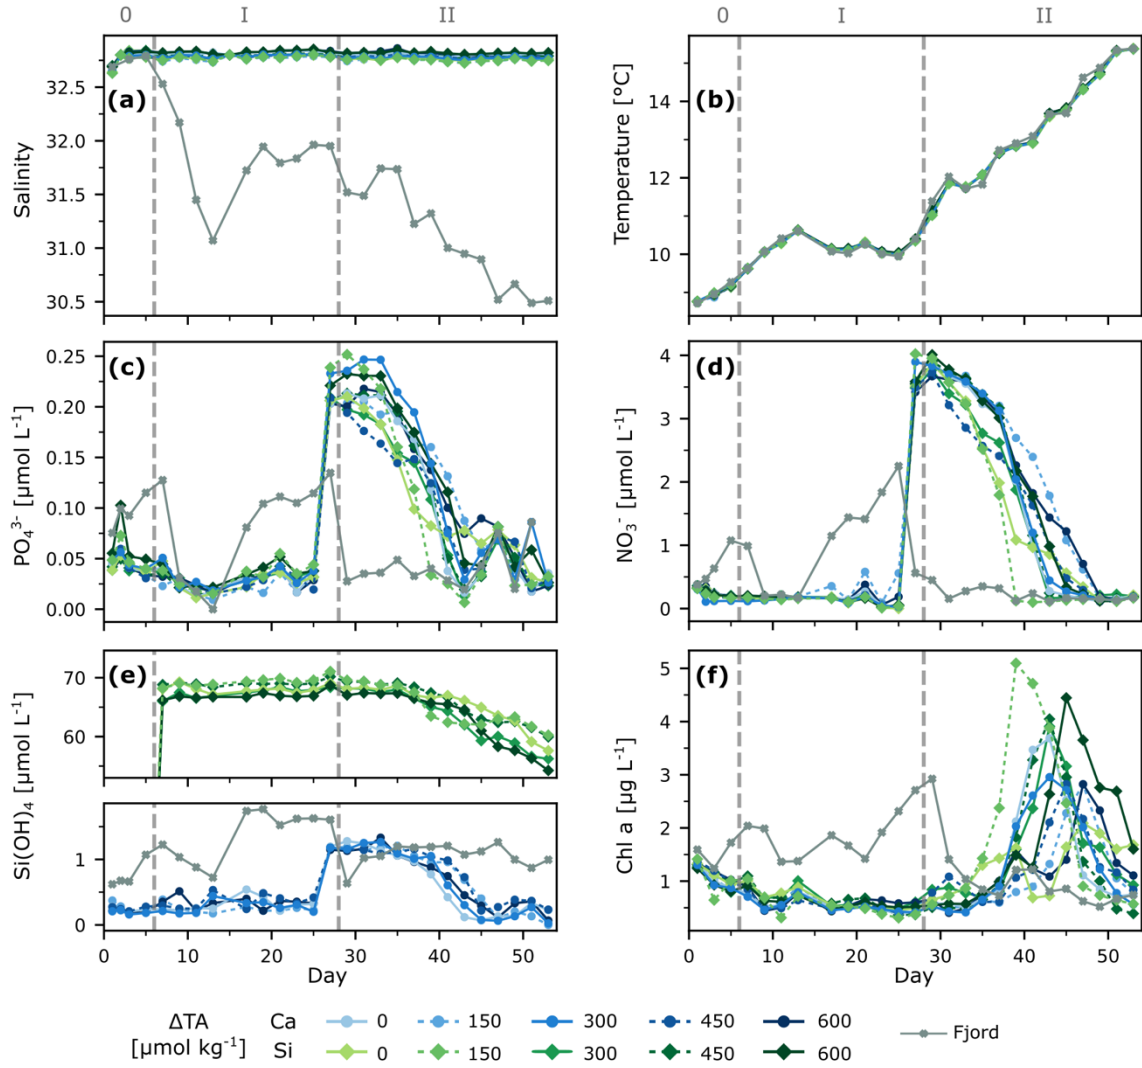 0 I II 0 I II
(a) (b)
Salinity
32.5
32.0
31.5
31.0
30.5
Temperature [°C]
14
12
10
(c) (d)
PO₄³⁻ [µmol L⁻¹]
0.25
0.20
0.15
0.10
0.05
0.00
NO₃⁻ [µmol L⁻¹]
4
3
2
1
0
(e) (f)
Si(OH)₄ [µmol L⁻¹]
70
60
1
0
Chl a [µg L⁻¹]
5
4
3
2
1
0 10 20 30 40 50
Day
0 10 20 30 40 50
Day
ΔTA
[µmol kg⁻¹]
Ca 0 150 300 450 600 Fjord
Si 0 150 300 450 600